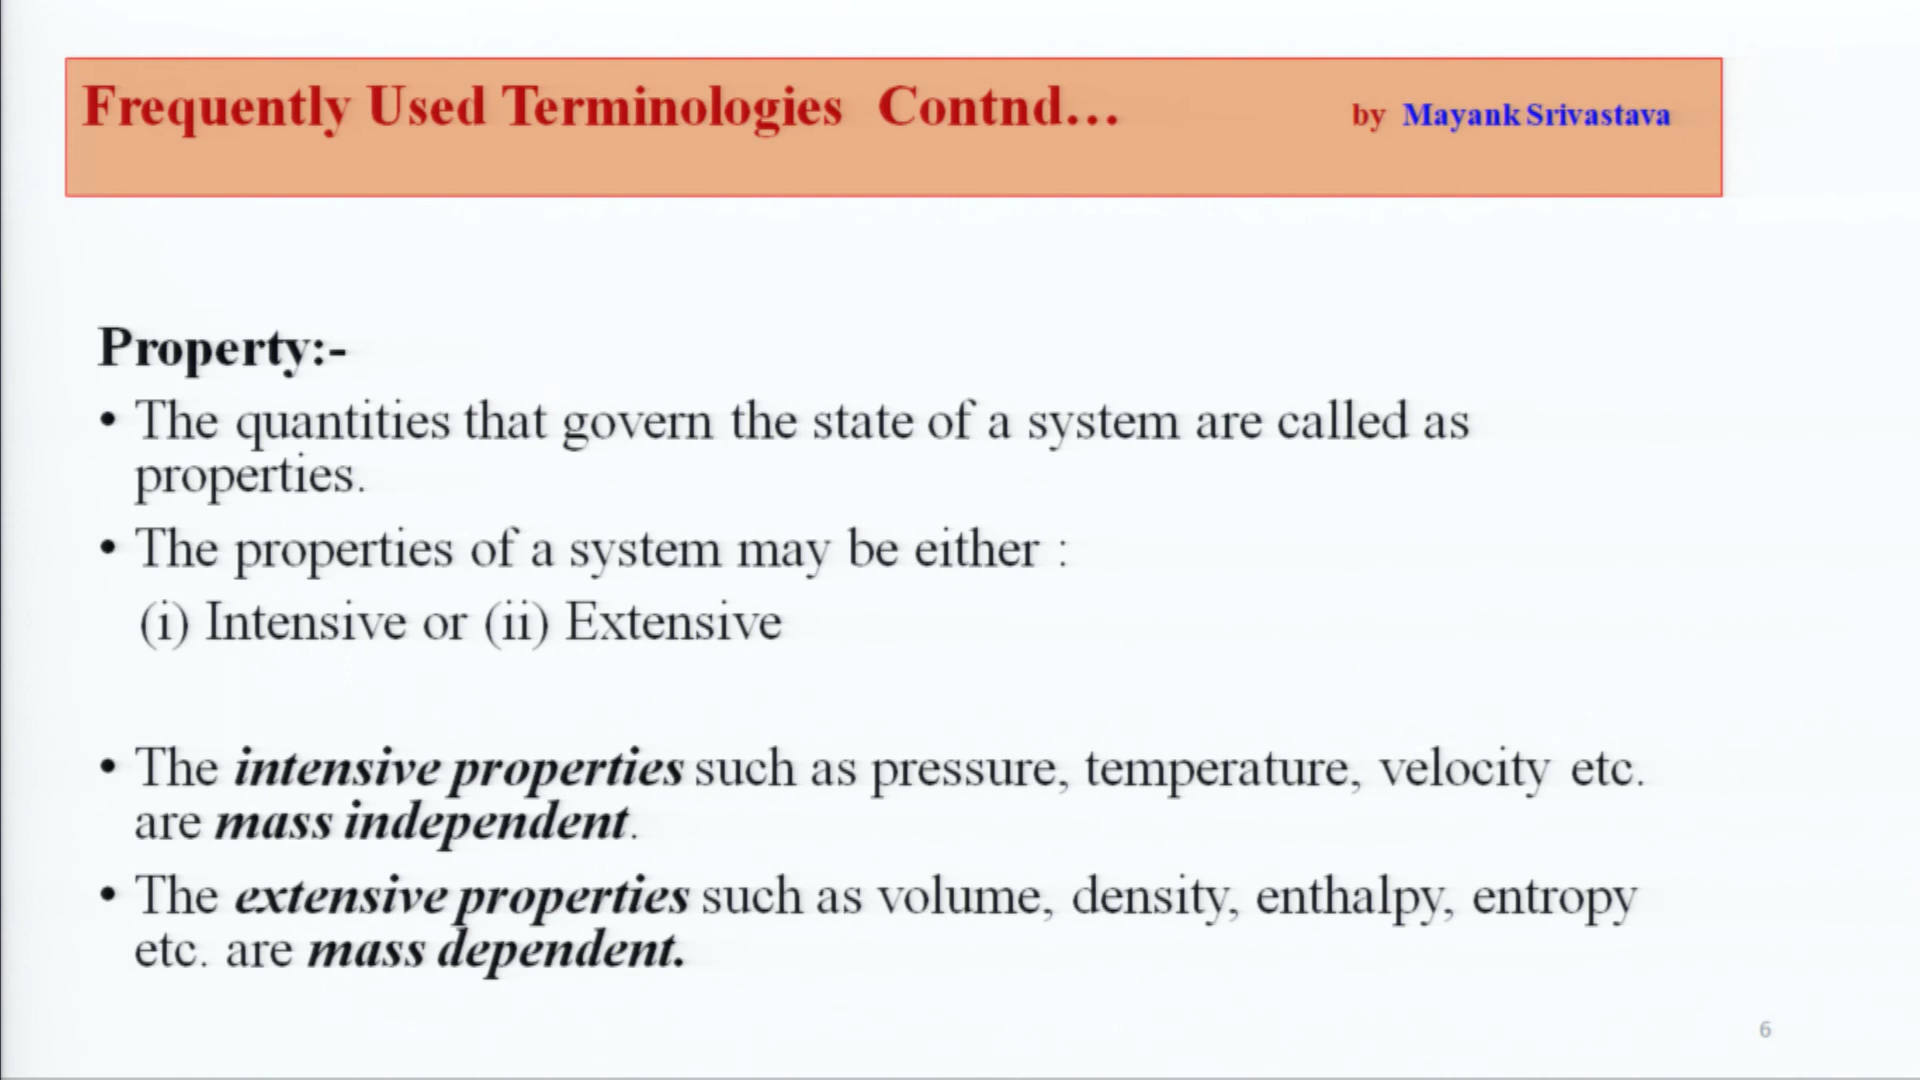 Frequently Used Terminologies Contnd... by Mayank Srivastava
Property:-
• The quantities that govern the state of a system are called as
properties.
• The properties of a system may be either :
(i) Intensive or (ii) Extensive
• The intensive properties such as pressure, temperature, velocity etc.
are mass independent.
• The extensive properties such as volume, density, enthalpy, entropy
etc. are mass dependent.
6